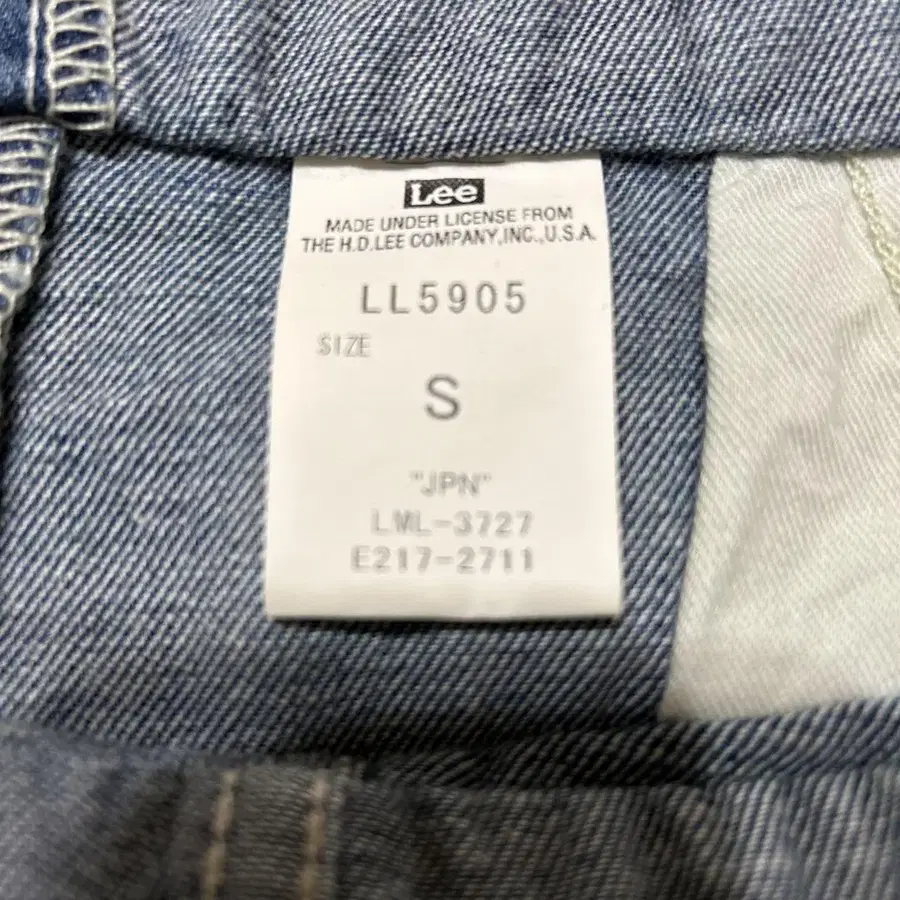 Lee
MADE UNDER LICENSE FROM
THE H.D.LEE COMPANY,INC.,U.S.A.
LL5905
SIZE
S
"JPN"
LML-3727
E217-2711